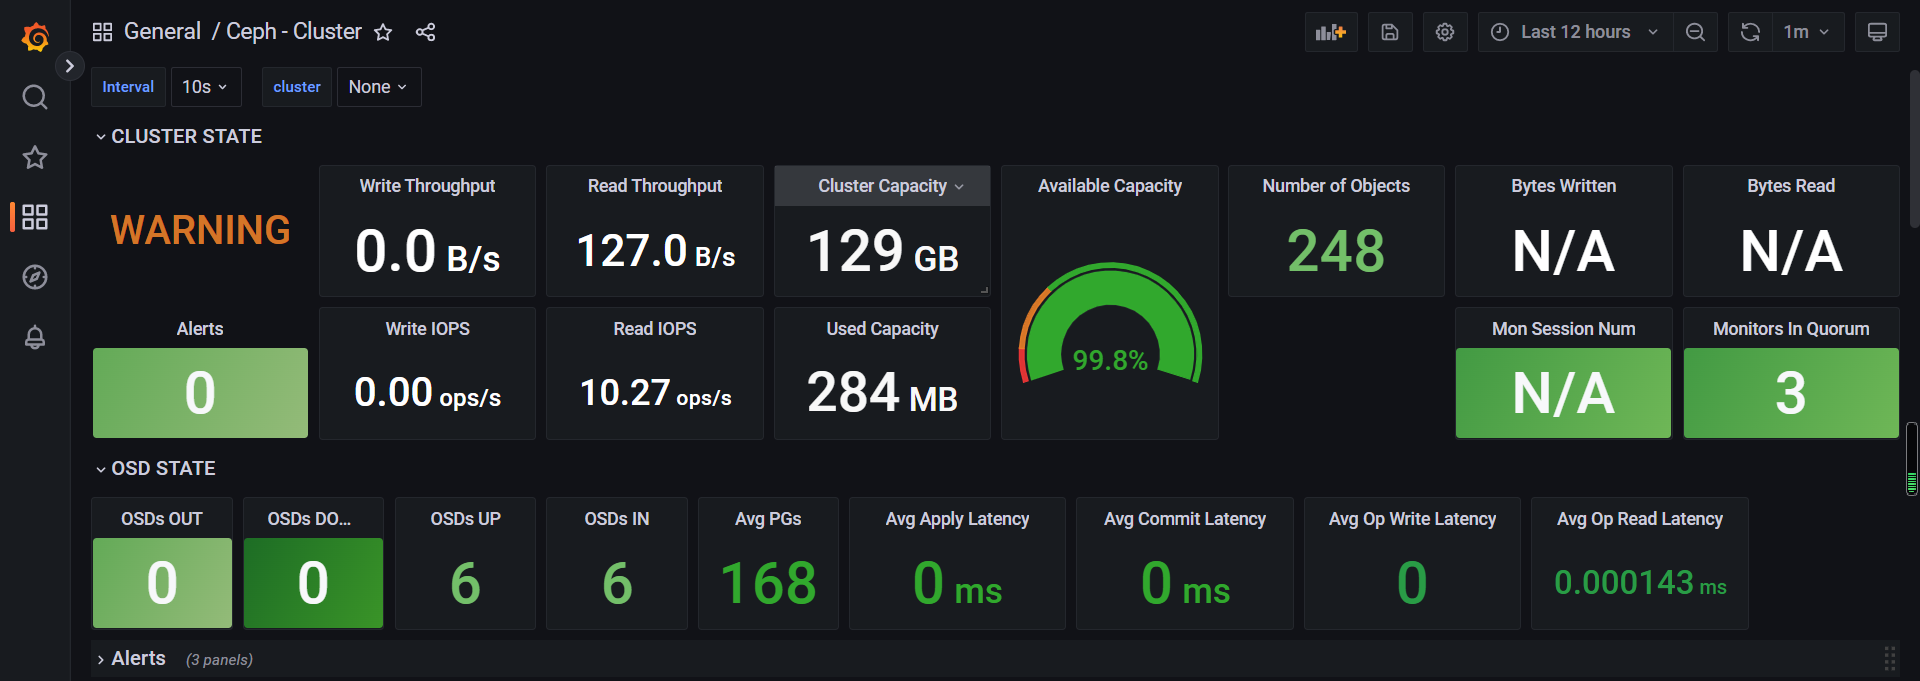 General / Ceph - Cluster
Last 12 hours
1m
Interval 10s cluster None
CLUSTER STATE
WARNING
Write Throughput
0.0 B/s
Read Throughput
127.0 B/s
Cluster Capacity
129 GB
Available Capacity
99.8%
Number of Objects
248
Bytes Written
N/A
Bytes Read
N/A
Alerts
0
Write IOPS
0.00 ops/s
Read IOPS
10.27 ops/s
Used Capacity
284 MB
Mon Session Num
N/A
Monitors In Quorum
3
OSD STATE
OSDs OUT
0
OSDs DO...
0
OSDs UP
6
OSDs IN
6
Avg PGs
168
Avg Apply Latency
0 ms
Avg Commit Latency
0 ms
Avg Op Write Latency
0
Avg Op Read Latency
0.000143 ms
Alerts (3 panels)